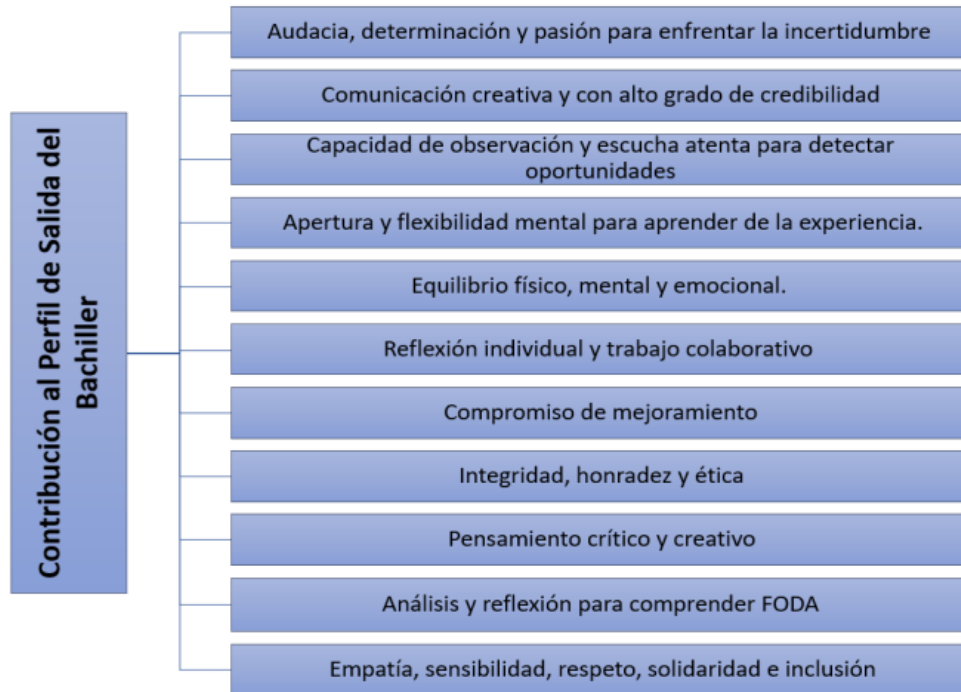 Contribución al Perfil de Salida del
Bachiller
Audacia, determinación y pasión para enfrentar la incertidumbre
Comunicación creativa y con alto grado de credibilidad
Capacidad de observación y escucha atenta para detectar
oportunidades
Apertura y flexibilidad mental para aprender de la experiencia.
Equilibrio físico, mental y emocional.
Reflexión individual y trabajo colaborativo
Compromiso de mejoramiento
Integridad, honradez y ética
Pensamiento crítico y creativo
Análisis y reflexión para comprender FODA
Empatía, sensibilidad, respeto, solidaridad e inclusión